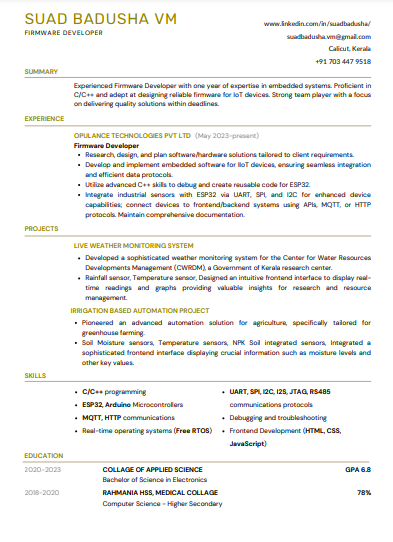 SUAD BADUSHA VM
FIRMWARE DEVELOPER
www.linkedin.com/in/suadbadusha/
suadbadusha.vm@gmail.com
Calicut, Kerala
+91 703 447 9518
SUMMARY
Experienced Firmware Developer with one year of expertise in embedded systems. Proficient in
C/C++ and adept at designing reliable firmware for IoT devices. Strong team player with a focus
on delivering quality solutions within deadlines.
EXPERIENCE
OPULANCE TECHNOLOGIES PVT LTD (May 2023-present)
Firmware Developer
• Research, design, and plan software/hardware solutions tailored to client requirements.
• Develop and implement embedded software for IoT devices, ensuring seamless integration
and efficient data protocols.
• Utilize advanced C++ skills to debug and create reusable code for ESP32.
• Integrate industrial sensors with ESP32 via UART, SPI, and I2C for enhanced device
capabilities; connect devices to frontend/backend systems using APIs, MQTT, or HTTP
protocols. Maintain comprehensive documentation.
PROJECTS
LIVE WEATHER MONITORING SYSTEM
• Developed a sophisticated weather monitoring system for the Center for Water Resources
Developments Management (CWRDM), a Government of Kerala research center.
• Rainfall sensor, Temperature sensor, Designed an intuitive frontend interface to display real-
time readings and graphs providing valuable insights for research and resource
management.
IRRIGATION BASED AUTOMATION PROJECT
• Pioneered an advanced automation solution for agriculture, specifically tailored for
greenhouse farming.
• Soil Moisture sensors, Temperature sensors, NPK Soil integrated sensors, Integrated a
sophisticated frontend interface displaying crucial information such as moisture levels and
other key values.
SKILLS
• C/C++ programming
• ESP32, Arduino Microcontrollers
• MQTT, HTTP communications
• Real-time operating systems (Free RTOS)
• UART, SPI, I2C, I2S, JTAG, RS485
communications protocols
• Debugging and troubleshooting
• Frontend Development (HTML, CSS,
JavaScript)
EDUCATION
2020-2023 COLLAGE OF APPLIED SCIENCE GPA 6.8
Bachelor of Science in Electronics
2018-2020 RAHMANIA HSS, MEDICAL COLLAGE 78%
Computer Science - Higher Secondary